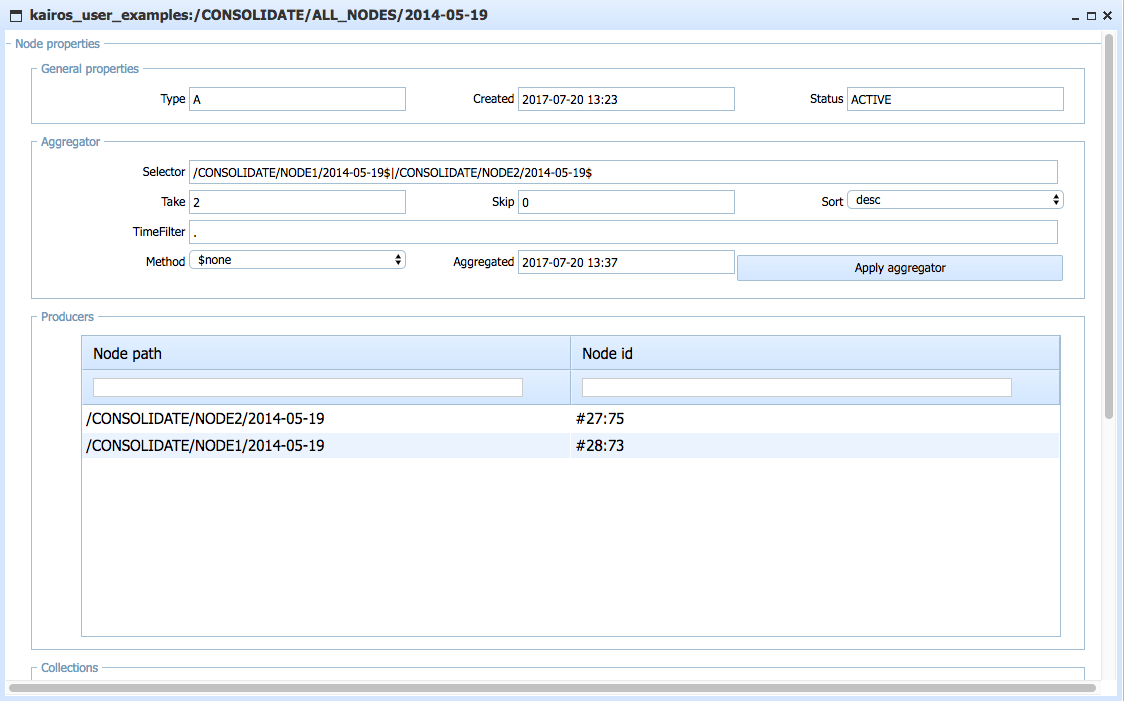 kairos_user_examples:/CONSOLIDATE/ALL_NODES/2014-05-19
Node properties
General properties
Type A Created 2017-07-20 13:23 Status ACTIVE
Aggregator
Selector /CONSOLIDATE/NODE1/2014-05-19$|/CONSOLIDATE/NODE2/2014-05-19$
Take 2 Skip 0 Sort desc
TimeFilter .
Method $none Aggregated 2017-07-20 13:37 Apply aggregator
Producers
Node path Node id
/CONSOLIDATE/NODE2/2014-05-19 #27:75
/CONSOLIDATE/NODE1/2014-05-19 #28:73
Collections